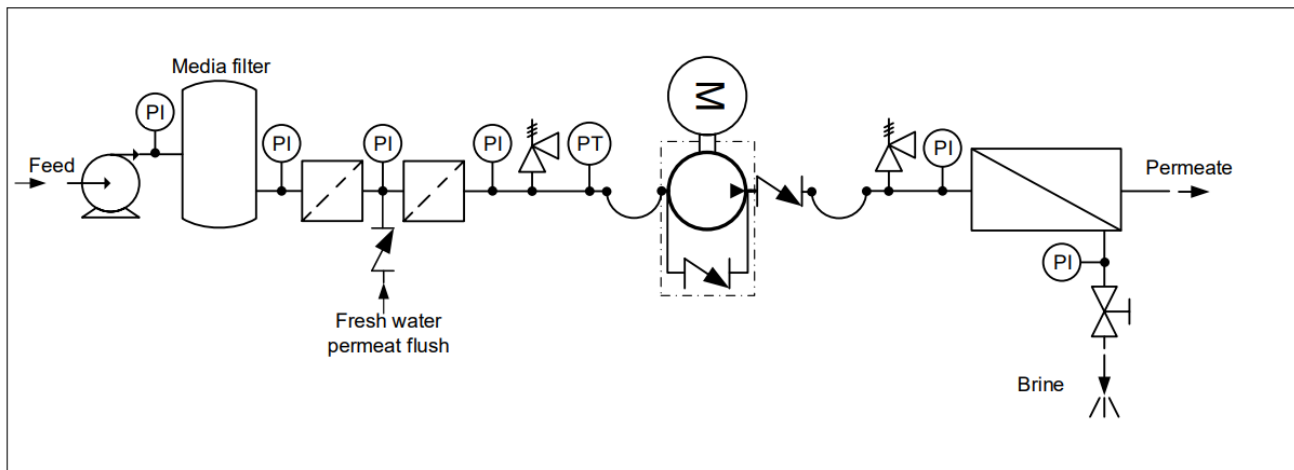 Media filter
PI
M
Feed
PI
PI
PI
PT
PI
Permeate
PI
Fresh water
permeat flush
Brine